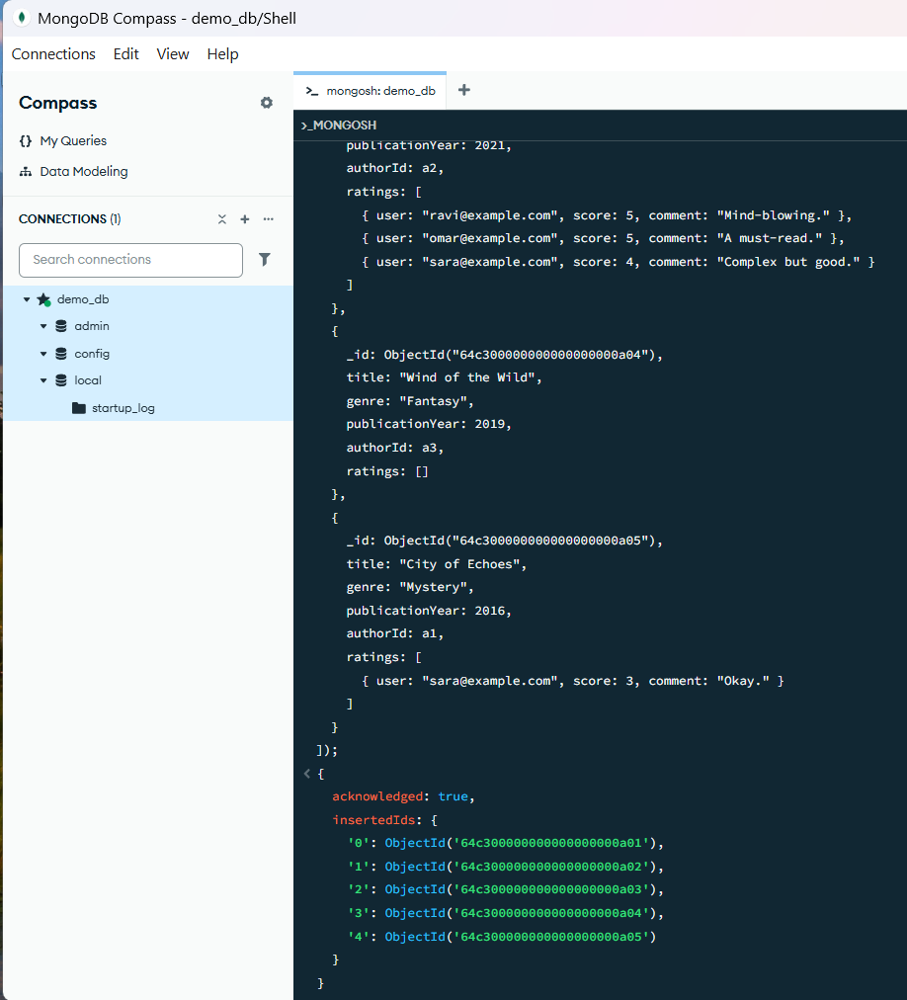 MongoDB Compass - demo_db/Shell
Connections Edit View Help
Compass
My Queries
Data Modeling
CONNECTIONS (1)
Search connections
demo_db
admin
config
local
startup_log
>_ mongosh: demo_db +
>_MONGOSH
publicationYear: 2021,
authorId: a2,
ratings: [
{ user: "ravi@example.com", score: 5, comment: "Mind-blowing." },
{ user: "omar@example.com", score: 5, comment: "A must-read." },
{ user: "sara@example.com", score: 4, comment: "Complex but good." }
]
},
{
_id: ObjectId("64c300000000000000000a04"),
title: "Wind of the Wild",
genre: "Fantasy",
publicationYear: 2019,
authorId: a3,
ratings: []
},
{
_id: ObjectId("64c300000000000000000a05"),
title: "City of Echoes",
genre: "Mystery",
publicationYear: 2016,
authorId: a1,
ratings: [
{ user: "sara@example.com", score: 3, comment: "Okay." }
]
}
]);
< {
acknowledged: true,
insertedIds: {
'0': ObjectId('64c300000000000000000a01'),
'1': ObjectId('64c300000000000000000a02'),
'2': ObjectId('64c300000000000000000a03'),
'3': ObjectId('64c300000000000000000a04'),
'4': ObjectId('64c300000000000000000a05')
}
}